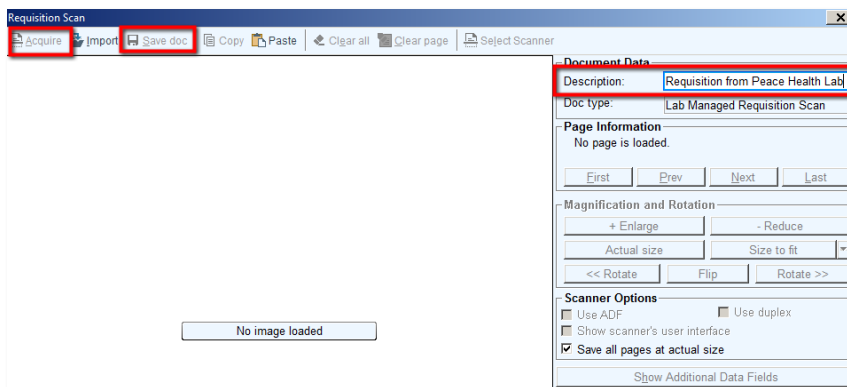 Requisition Scan
Acquire Import Save doc Copy Paste Clear all Clear page Select Scanner
Document Data
Description: Requisition from Peace Health Lab
Doc type: Lab Managed Requisition Scan
Page Information
No page is loaded.
First Prev Next Last
Magnification and Rotation
+ Enlarge - Reduce
Actual size Size to fit
<< Rotate Flip Rotate >>
Scanner Options
Use ADF Use duplex
Show scanner's user interface
No image loaded
Save all pages at actual size
Show Additional Data Fields